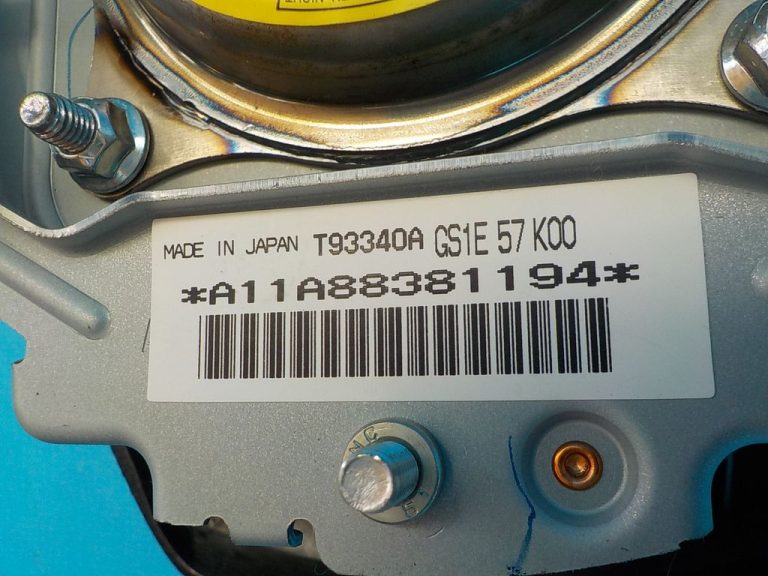 MADE IN JAPAN T93340A GS1E 57 K00
*A11A88381194*